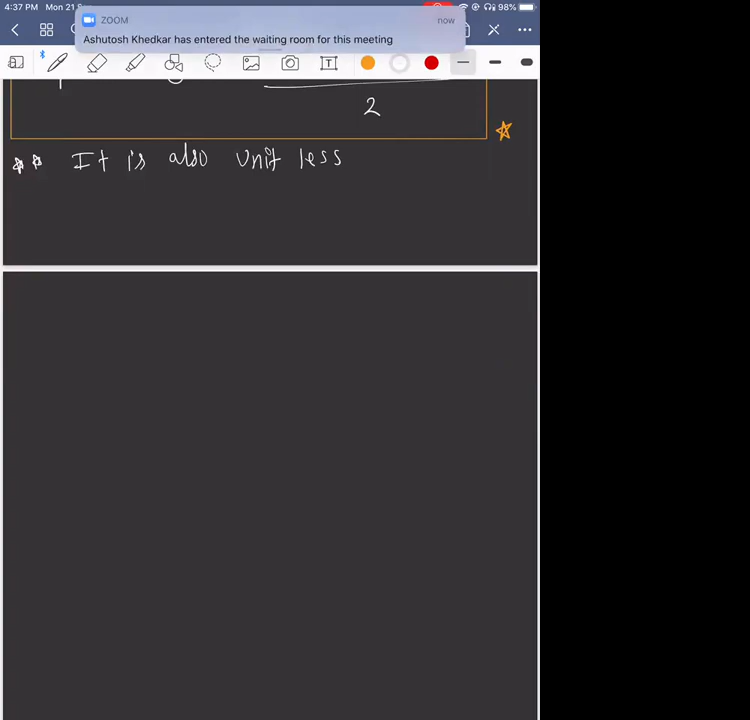 4:37 PM Mon 21
98%
ZOOM
now
Ashutosh Khedkar has entered the waiting room for this meeting
T
2
It is also unit less